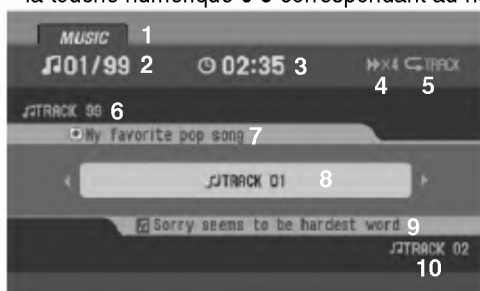 la touche numérique 0-9 correspondant au n
MUSIC 1
01/99 2 02:35 3 x4 TRACK
4 5
TRACK 99 6
My favorite pop song 7
TRACK 01 8
Sorry seems to be hardest word 9
TRACK 02
10